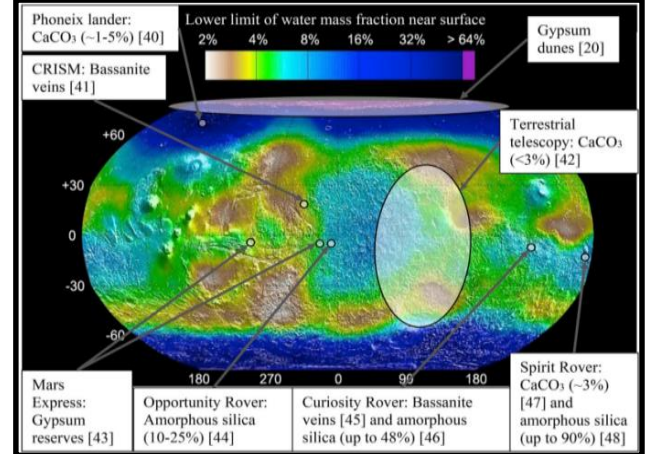 Phoneix lander:
CaCO₃ (~1-5%) [40]
Lower limit of water mass fraction near surface
2% 4% 8% 16% 32% > 64%
Gypsum
dunes [20]
CRISM: Bassanite
veins [41]
Terrestrial
telescopy: CaCO₃
(<3%) [42]
+60
+30
0
-30
-60
180 270 0 90 180
Mars
Express:
Gypsum
reserves [43]
Opportunity Rover:
Amorphous silica
(10-25%) [44]
Curiosity Rover: Bassanite
veins [45] and amorphous
silica (up to 48%) [46]
Spirit Rover:
CaCO₃ (~3%)
[47] and
amorphous silica
(up to 90%) [48]